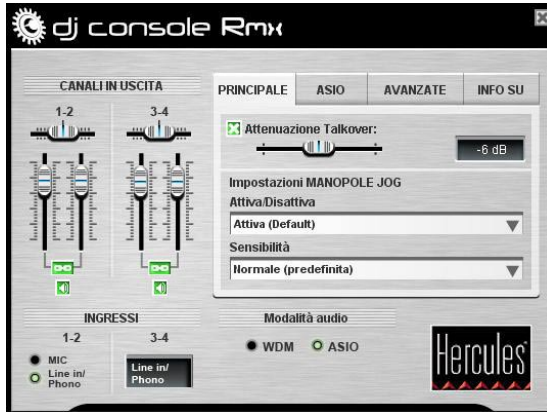 dj console Rmx
CANALI IN USCITA
1-2 3-4
PRINCIPALE ASIO AVANZATE INFO SU
Attenuazione Talkover:
-6 dB
Impostazioni MANOPOLE JOG
Attiva/Disattiva
Attiva (Default)
Sensibilità
Normale (predefinita)
INGRESSI
1-2 3-4
MIC
Line in/
Phono
Line in/
Phono
Modalità audio
WDM ASIO
Hercules